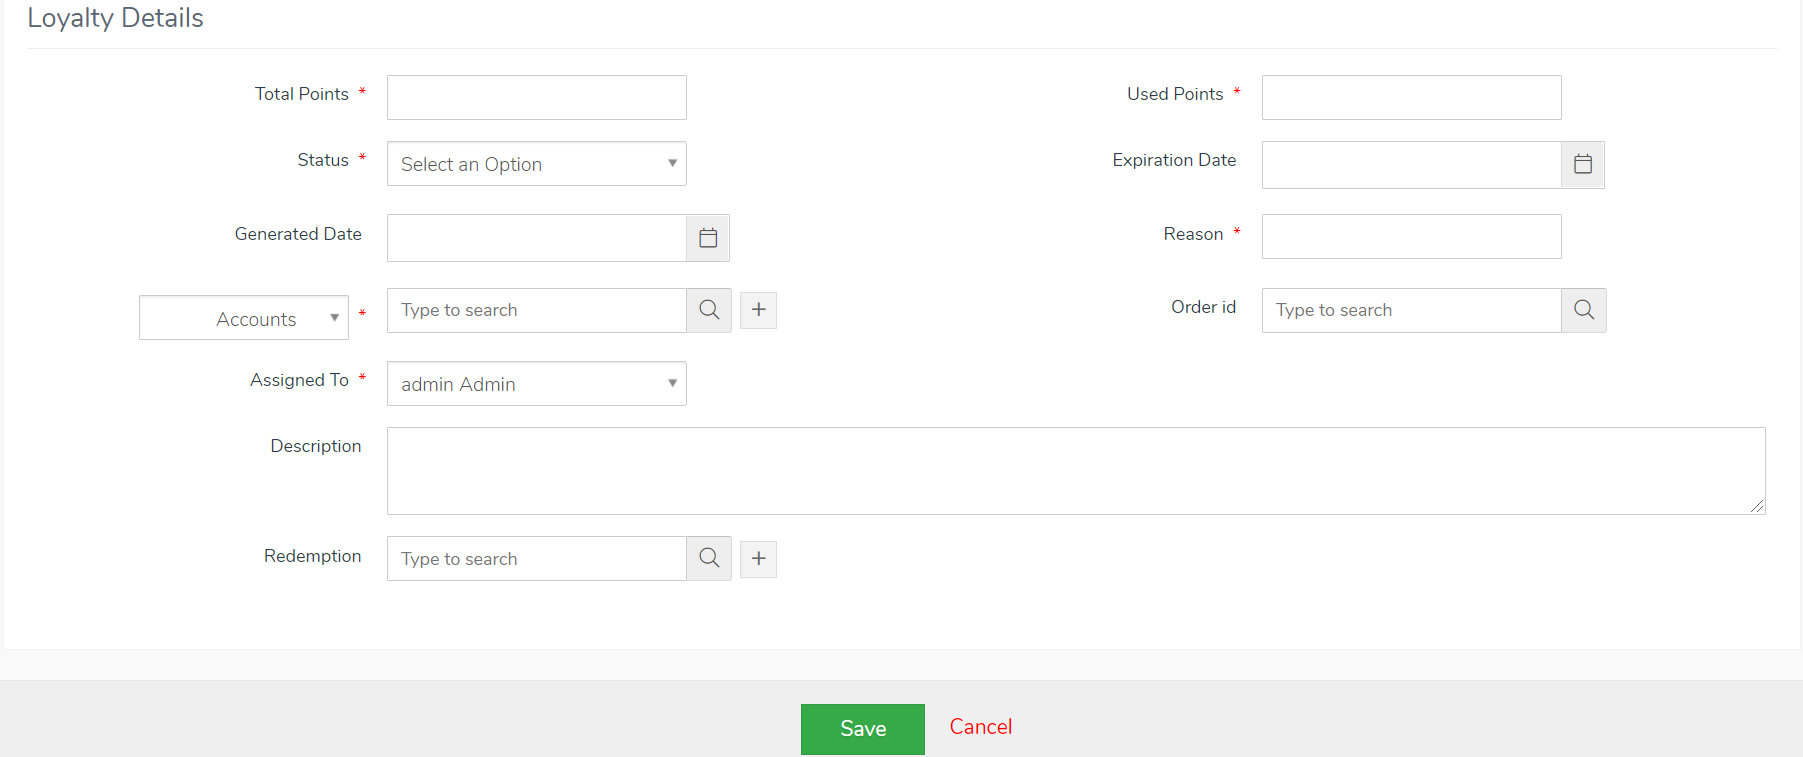 Loyalty Details
Total Points *
Used Points *
Status * Select an Option
Expiration Date
Generated Date
Reason *
Accounts * Type to search +
Order id Type to search
Assigned To * admin Admin
Description
Redemption Type to search +
Save Cancel